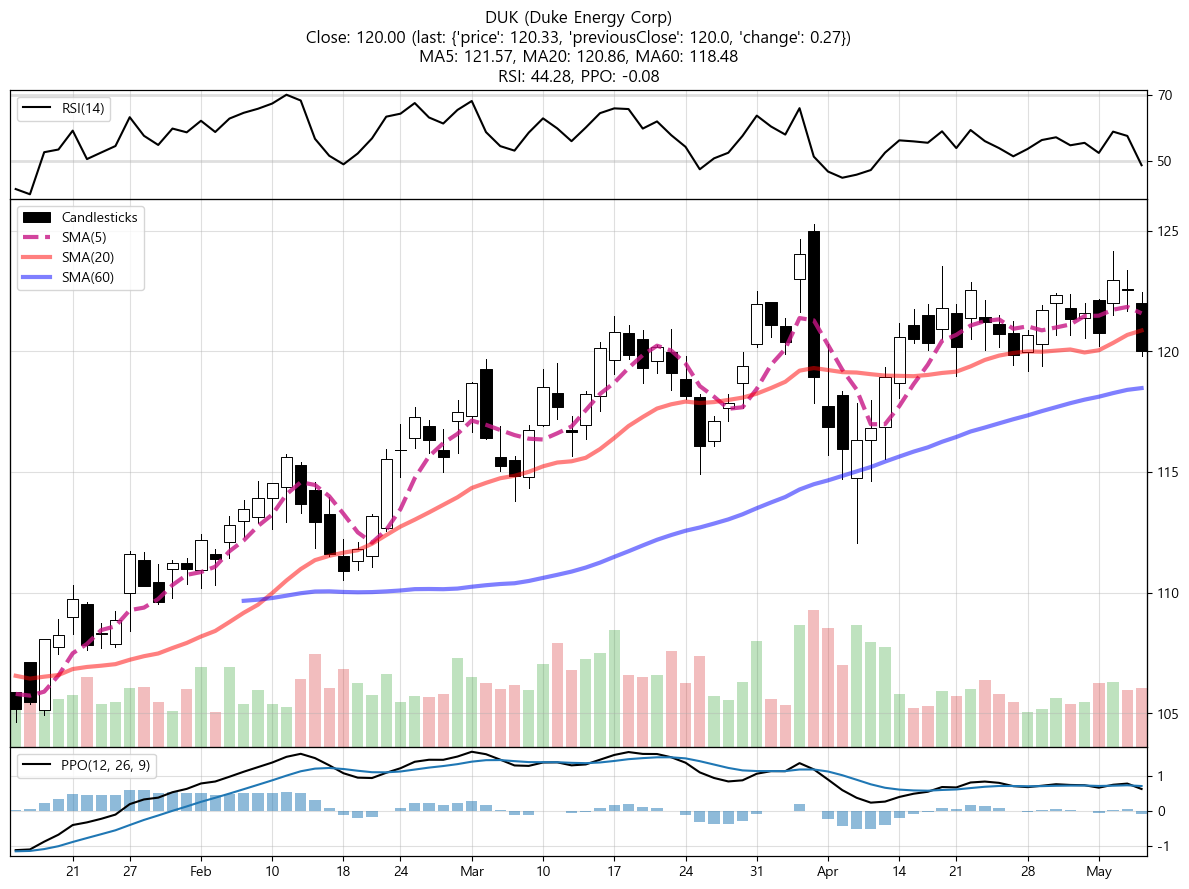 DUK (Duke Energy Corp)
Close: 120.00 (last: {'price': 120.33, 'previousClose': 120.0, 'change': 0.27})
MA5: 121.57, MA20: 120.86, MA60: 118.48
RSI: 44.28, PPO: -0.08
RSI(14)
70
50
Candlesticks
SMA(5)
SMA(20)
SMA(60)
125
120
115
110
105
PPO(12, 26, 9)
1
0
-1
21 27 Feb 10 18 24 Mar 10 17 24 31 Apr 14 21 28 May